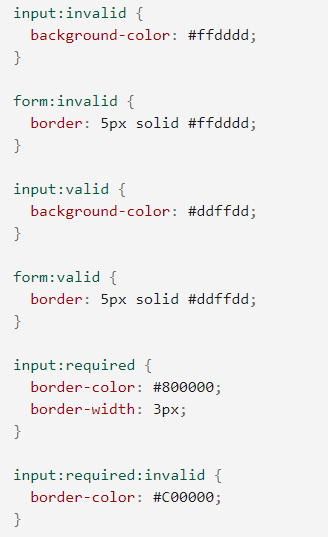 input:invalid {
  background-color: #ffdddd;
}

form:invalid {
  border: 5px solid #ffdddd;
}

input:valid {
  background-color: #ddffdd;
}

form:valid {
  border: 5px solid #ddffdd;
}

input:required {
  border-color: #800000;
  border-width: 3px;
}

input:required:invalid {
  border-color: #C00000;
}